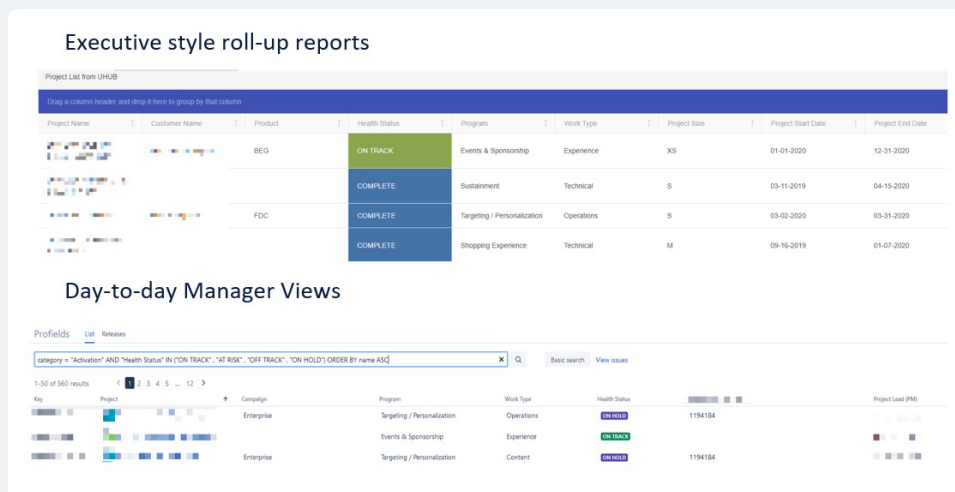 Executive style roll-up reports
Project List from UHUB
Drag a column header and drop it here to group by that column
Project Name Customer Name Product Health Status Program Work Type Project Size Project Start Date Project End Date
BEG ON TRACK Events & Sponsorship Experience XS 01-01-2020 12-31-2020
COMPLETE Sustainment Technical S 03-11-2019 04-15-2020
FDC COMPLETE Targeting / Personalization Operations S 03-02-2020 03-31-2020
COMPLETE Shopping Experience Technical M 09-16-2019 01-07-2020
Day-to-day Manager Views
Profields List Releases
category = "Activation" AND "Health Status" IN ("ON TRACK" , "AT RISK" , "OFF TRACK" , "ON HOLD") ORDER BY name ASC Basic search View issues
1-50 of 560 results 1 2 3 4 5 ... 12
Key Project Campaign Program Work Type Health Status Project Lead (PM)
Enterprise Targeting / Personalization Operations ON HOLD 1194184
Events & Sponsorship Experience ON TRACK
Enterprise Targeting / Personalization Content ON HOLD 1194184